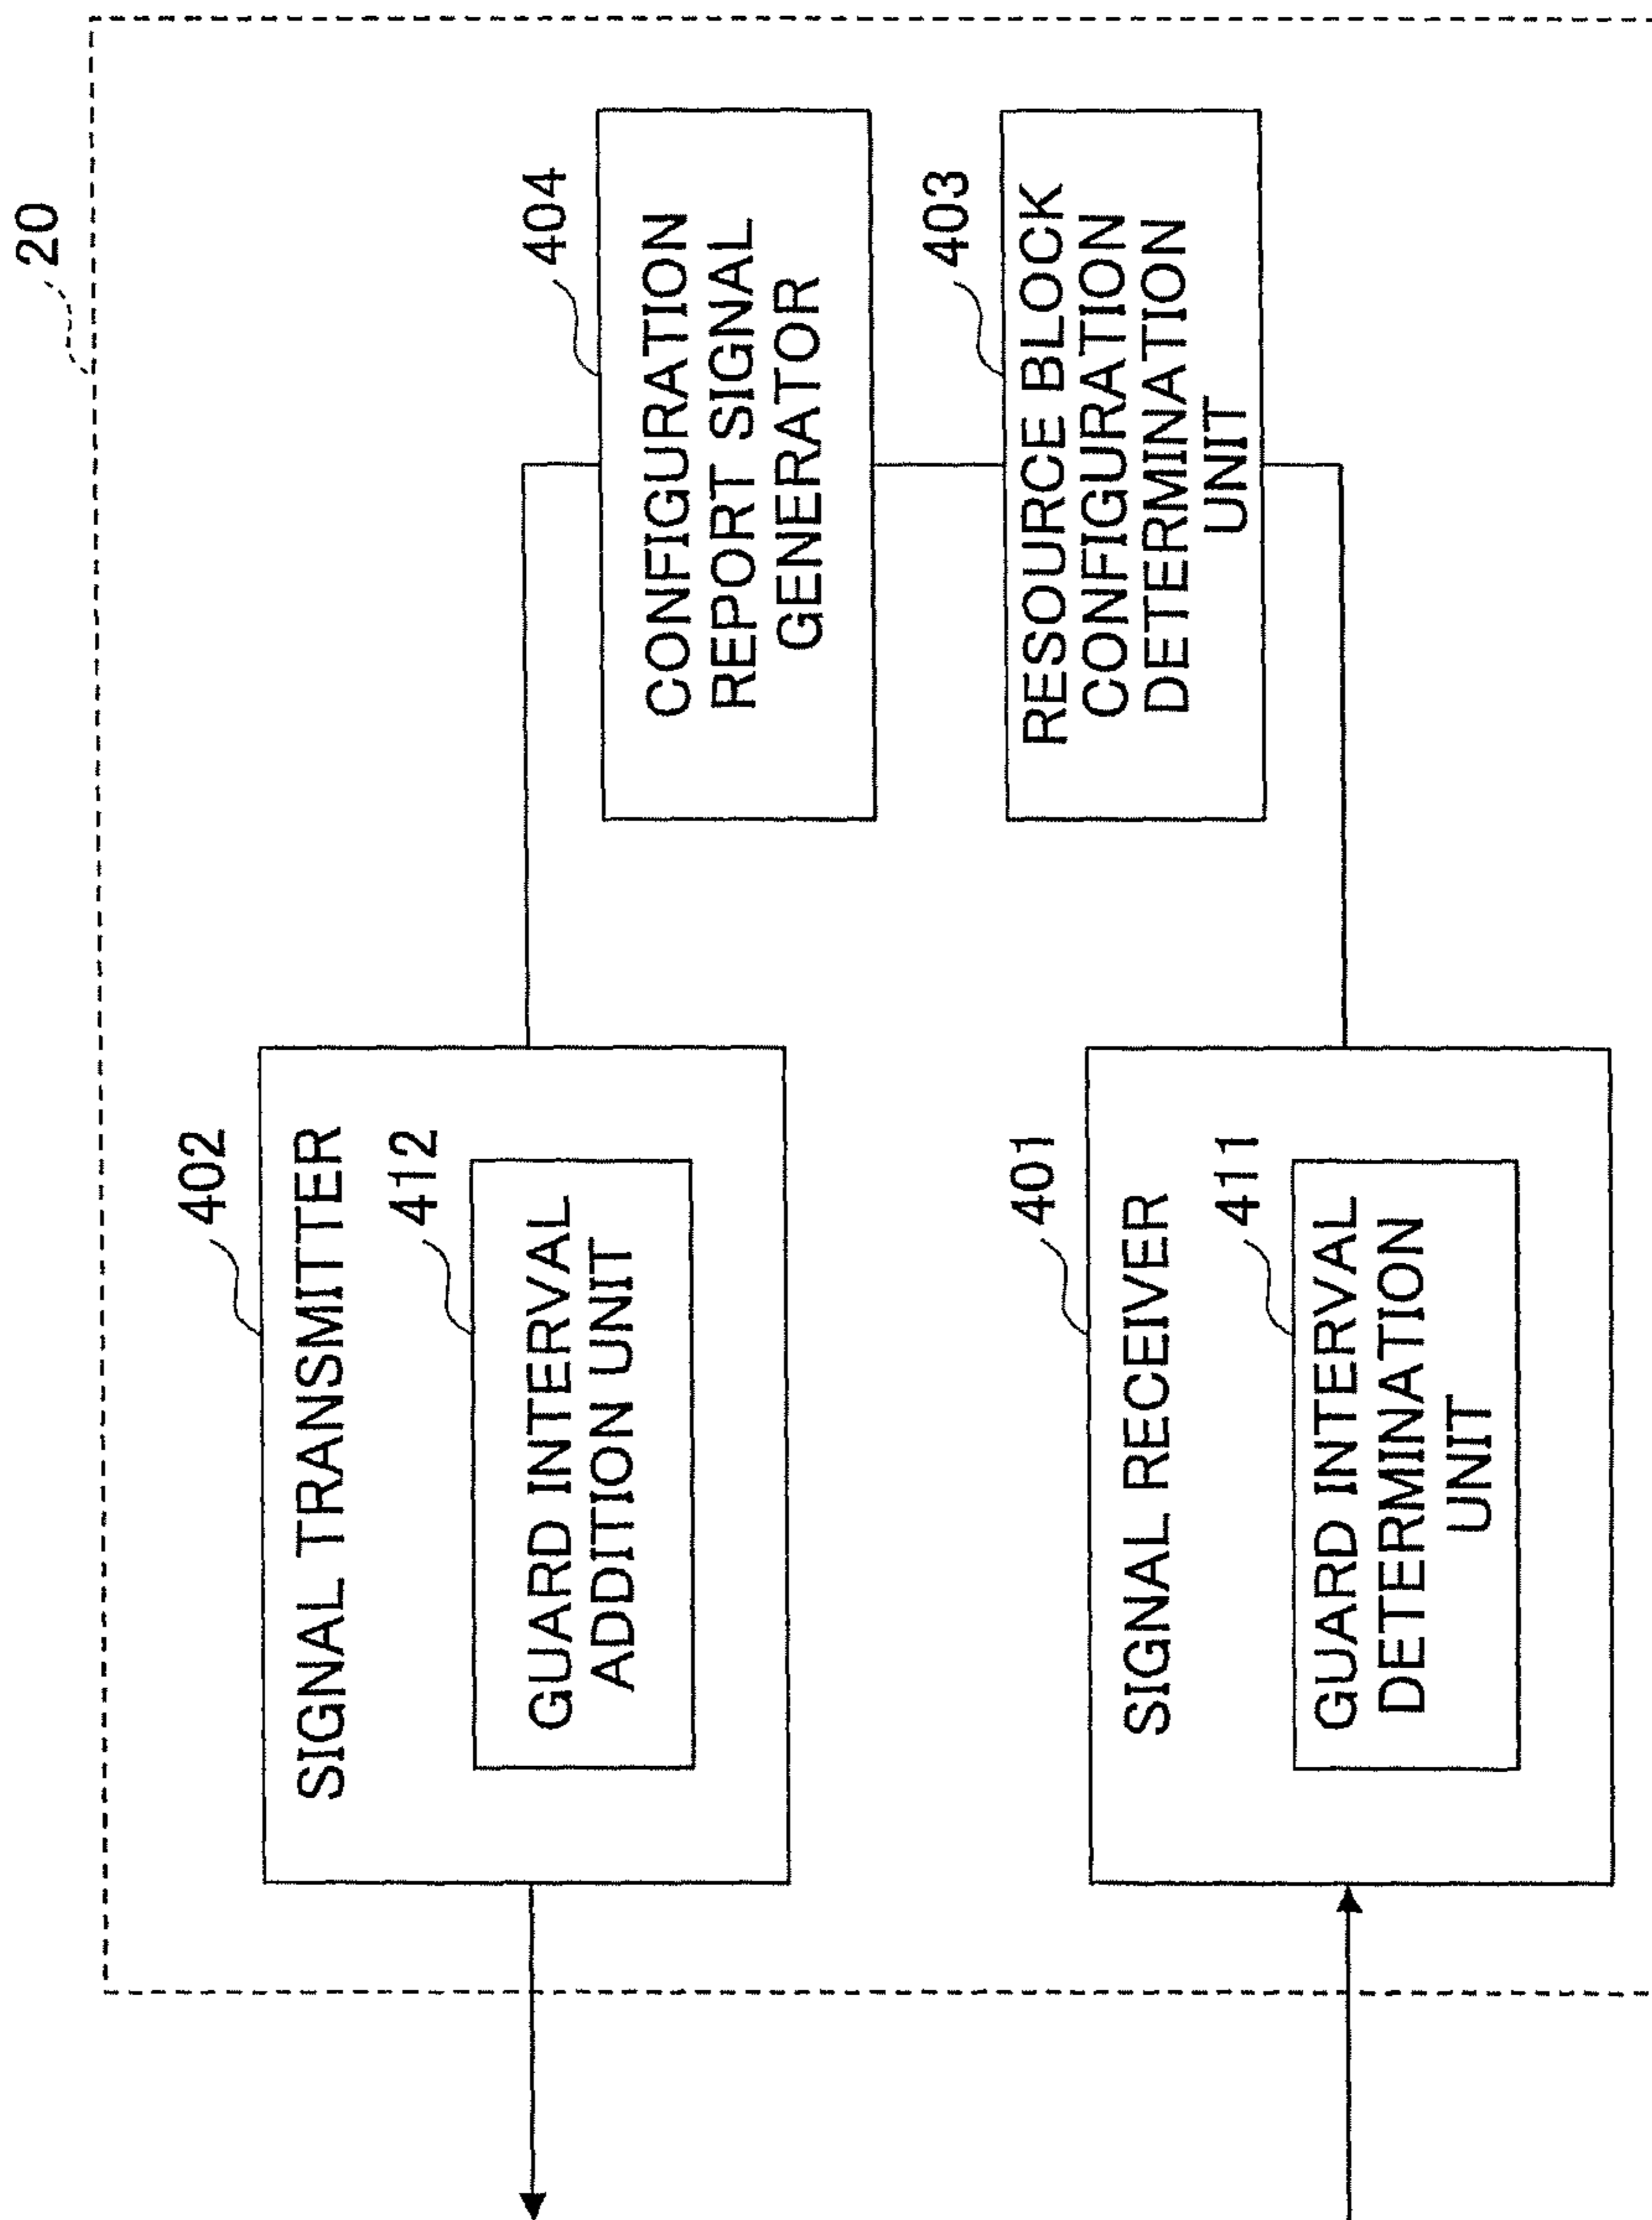 20
402
SIGNAL TRANSMITTER
412
GUARD INTERVAL
ADDITION UNIT
404
CONFIGURATION
REPORT SIGNAL
GENERATOR
403
RESOURCE BLOCK
CONFIGURATION
DETERMINATION
UNIT
401
SIGNAL RECEIVER
411
GUARD INTERVAL
DETERMINATION
UNIT